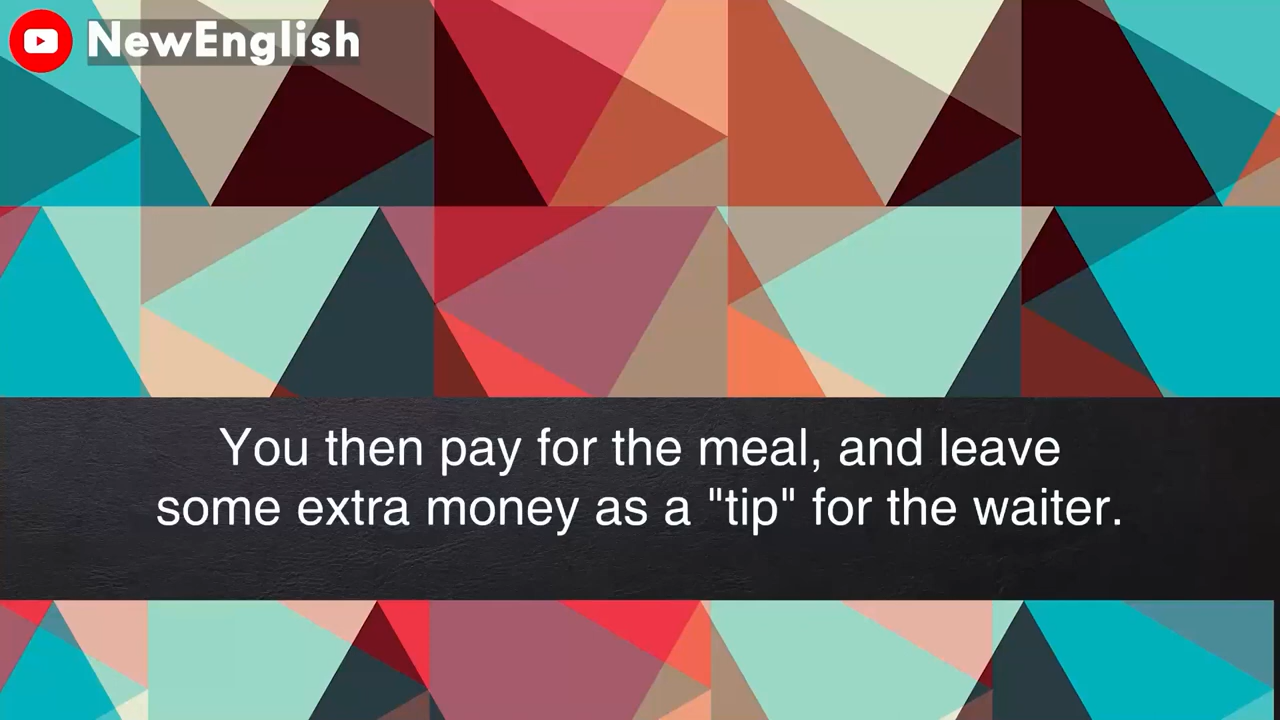 NewEnglish
You then pay for the meal, and leave
some extra money as a "tip" for the waiter.